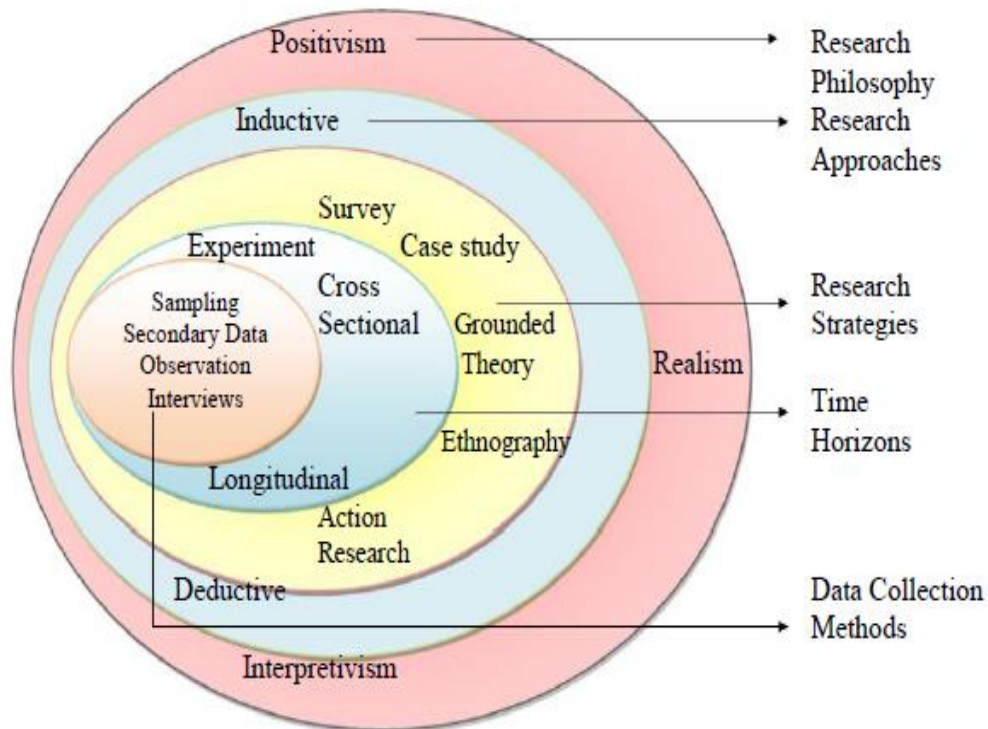 Positivism
Research
Philosophy
Inductive
Research
Approaches
Survey
Experiment
Case study
Cross
Sectional
Sampling
Secondary Data
Observation
Interviews
Grounded
Theory
Research
Strategies
Realism
Time
Horizons
Ethnography
Longitudinal
Action
Research
Deductive
Data Collection
Methods
Interpretivism